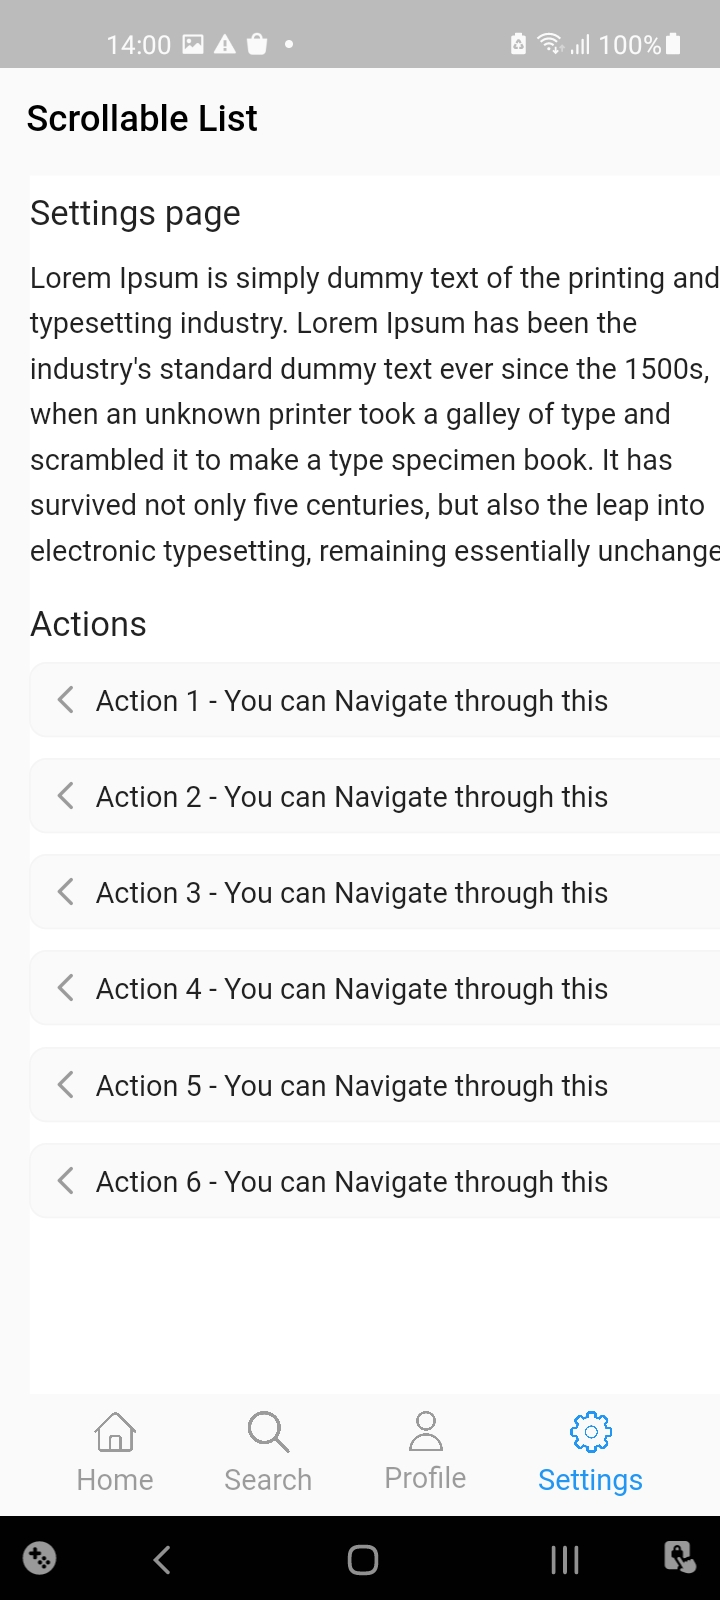 14:00
100%
Scrollable List
Settings page
Lorem Ipsum is simply dummy text of the printing and
typesetting industry. Lorem Ipsum has been the
industry's standard dummy text ever since the 1500s,
when an unknown printer took a galley of type and
scrambled it to make a type specimen book. It has
survived not only five centuries, but also the leap into
electronic typesetting, remaining essentially unchange
Actions
Action 1 - You can Navigate through this
Action 2 - You can Navigate through this
Action 3 - You can Navigate through this
Action 4 - You can Navigate through this
Action 5 - You can Navigate through this
Action 6 - You can Navigate through this
Home
Search
Profile
Settings